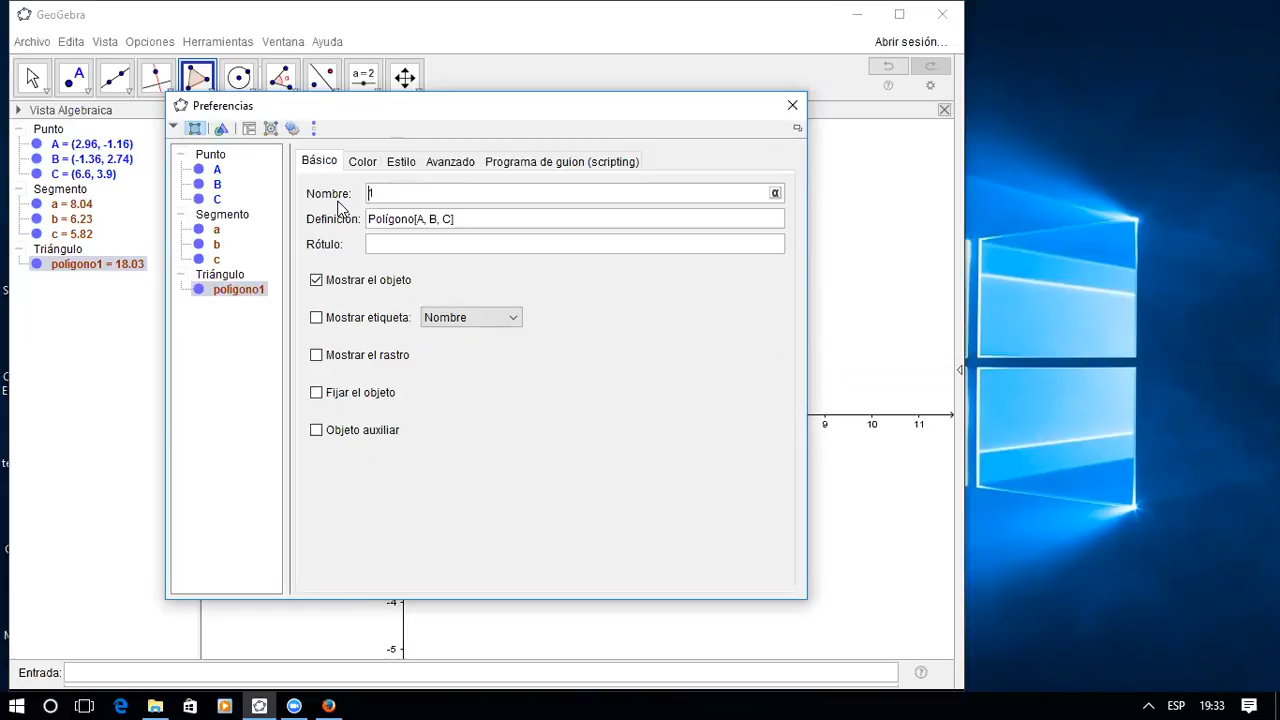 GeoGebra
Archivo Edita Vista Opciones Herramientas Ventana Ayuda
Abrir sesión...
A
α
a=2
Vista Algebraica
Punto
A = (2.96, -1.16)
B = (-1.36, 2.74)
C = (6.6, 3.9)
Segmento
a = 8.04
b = 6.23
c = 5.82
Triángulo
polígono1 = 18.03
Preferencias
Punto
A
B
C
Segmento
a
b
c
Triángulo
polígono1
Básico Color Estilo Avanzado Programa de guion (scripting)
Nombre: 1 α
Definición: Polígono[A, B, C]
Rótulo:
Mostrar el objeto
Mostrar etiqueta: Nombre
Mostrar el rastro
Fijar el objeto
Objeto auxiliar
9 10 11
-4
-5
Entrada:
ESP 19:33